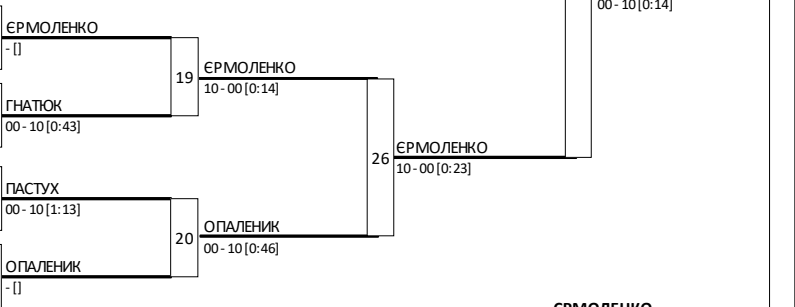 00 - 10 [0:14]
ЄРМОЛЕНКО
- []
19
ЄРМОЛЕНКО
10 - 00 [0:14]
ГНАТЮК
00 - 10 [0:43]
26
ЄРМОЛЕНКО
10 - 00 [0:23]
ПАСТУХ
00 - 10 [1:13]
20
ОПАЛЕНИК
00 - 10 [0:46]
ОПАЛЕНИК
- []
ЄРМОЛЕНКО